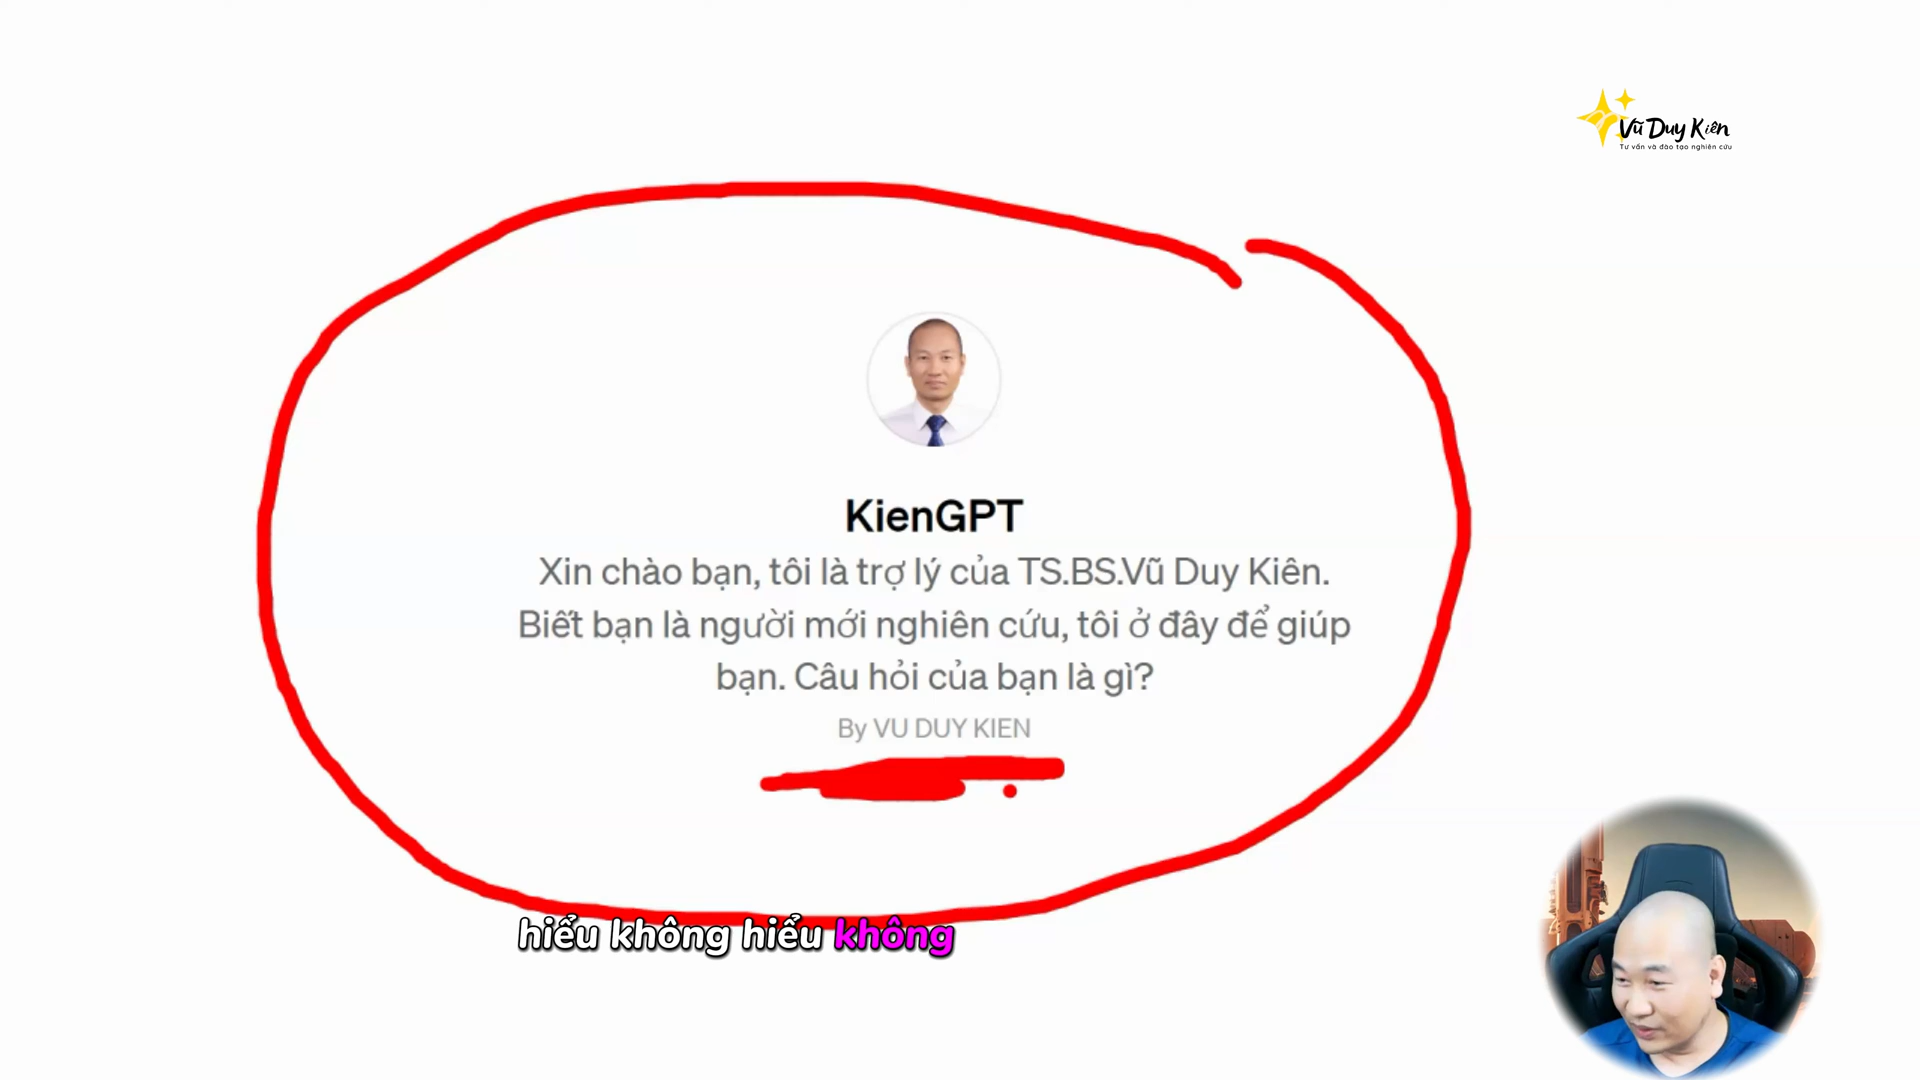 Vũ Duy Kiên
Tư vấn và đào tạo nghiên cứu
KienGPT
Xin chào bạn, tôi là trợ lý của TS.BS.Vũ Duy Kiên.
Biết bạn là người mới nghiên cứu, tôi ở đây để giúp
bạn. Câu hỏi của bạn là gì?
By VU DUY KIEN
hiểu không hiểu không